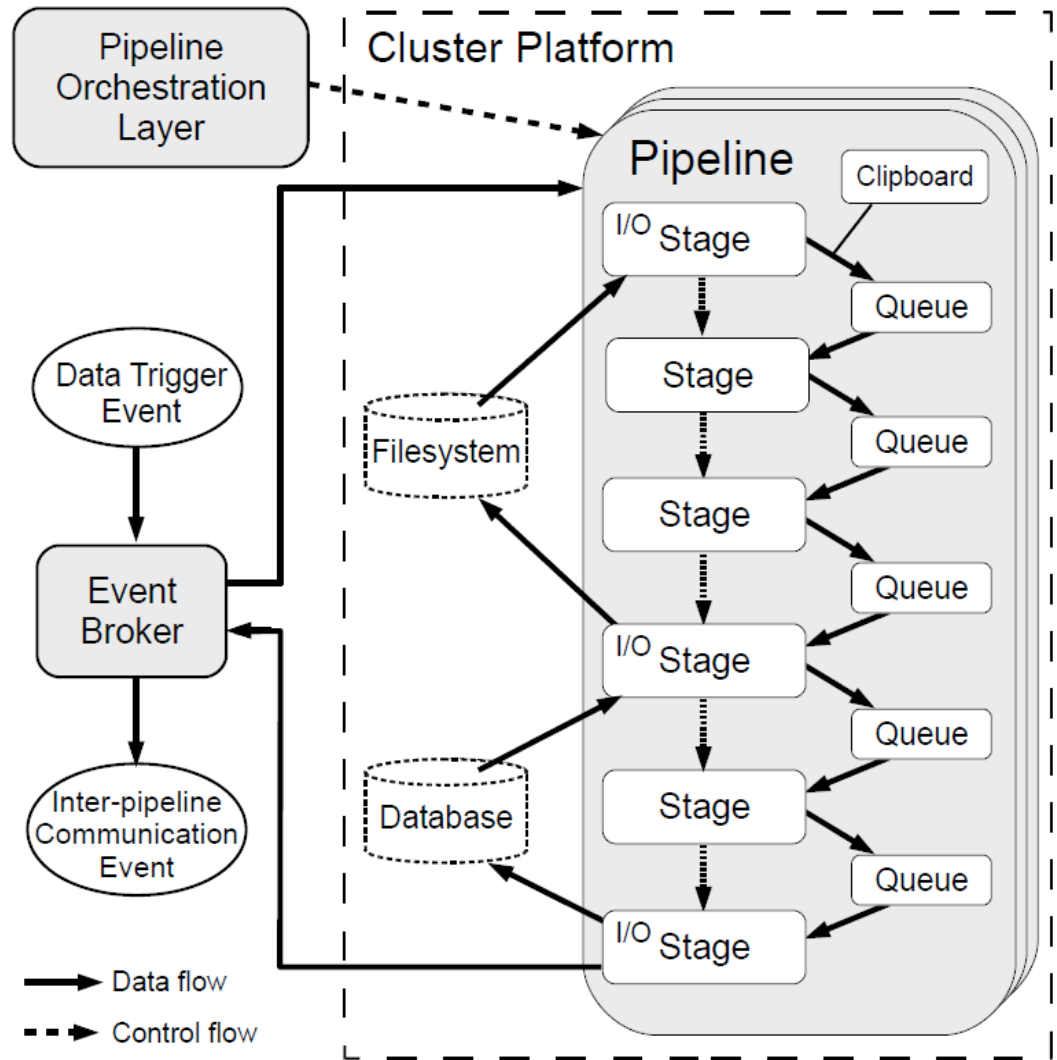 Pipeline
Orchestration
Layer
Cluster Platform
Pipeline
Clipboard
I/O Stage
Queue
Stage
Queue
Stage
Queue
I/O Stage
Queue
Stage
Queue
I/O Stage
Data Trigger
Event
Filesystem
Event
Broker
Database
Inter-pipeline
Communication
Event
Data flow
Control flow